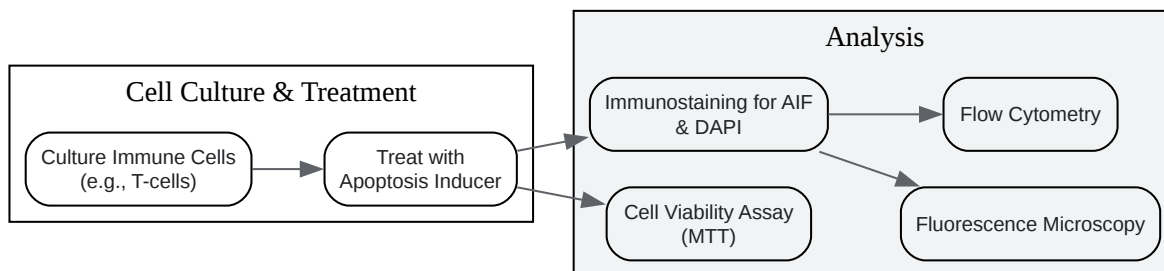 Cell Culture & Treatment
Culture Immune Cells
(e.g., T-cells)
Treat with
Apoptosis Inducer
Analysis
Immunostaining for AIF
& DAPI
Flow Cytometry
Cell Viability Assay
(MTT)
Fluorescence Microscopy